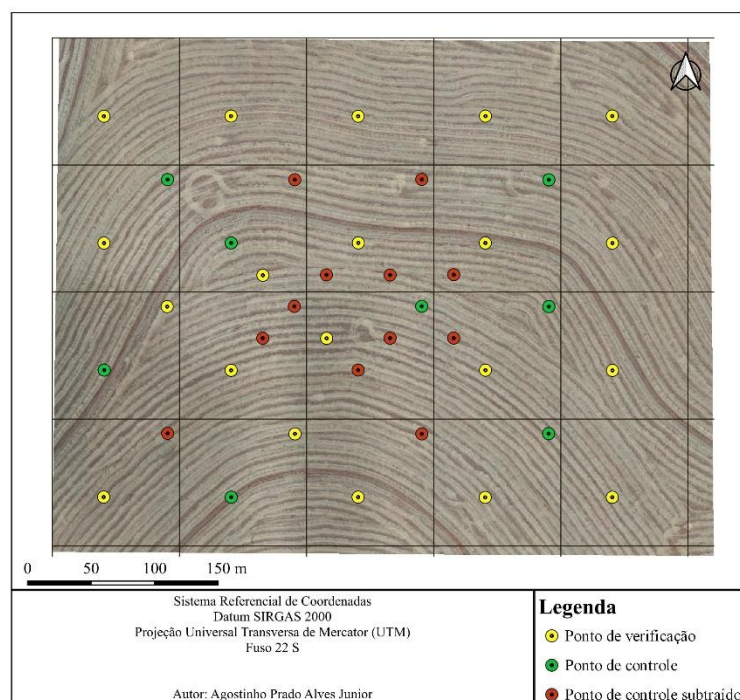 0 50 100 150 m
Sistema Referencial de Coordenadas
Datum SIRGAS 2000
Projeção Universal Transversa de Mercator (UTM)
Fuso 22 S
Autor: Agostinho Prado Alves Junior
Legenda
Ponto de verificação
Ponto de controle
Ponto de controle subtraído